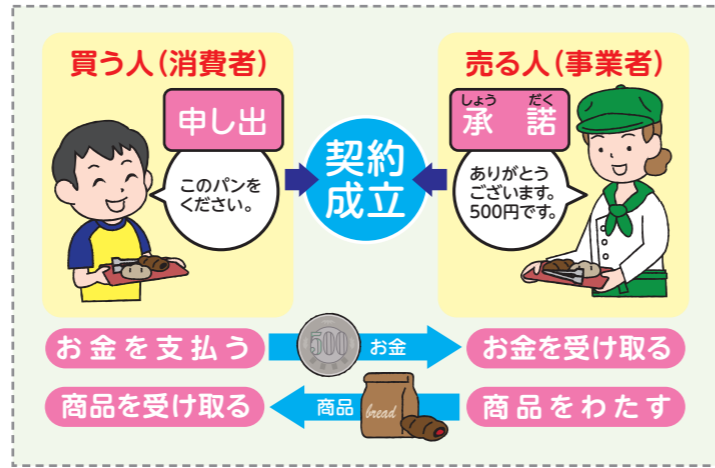 買う人(消費者)
申し出
このパンを
ください。
契約
成立
売る人(事業者)
しょう だく
承 諾
ありがとう
ございます。
500円です。
お金を支払う
500
お金
お金を受け取る
商品を受け取る
商品
bread
商品をわたす